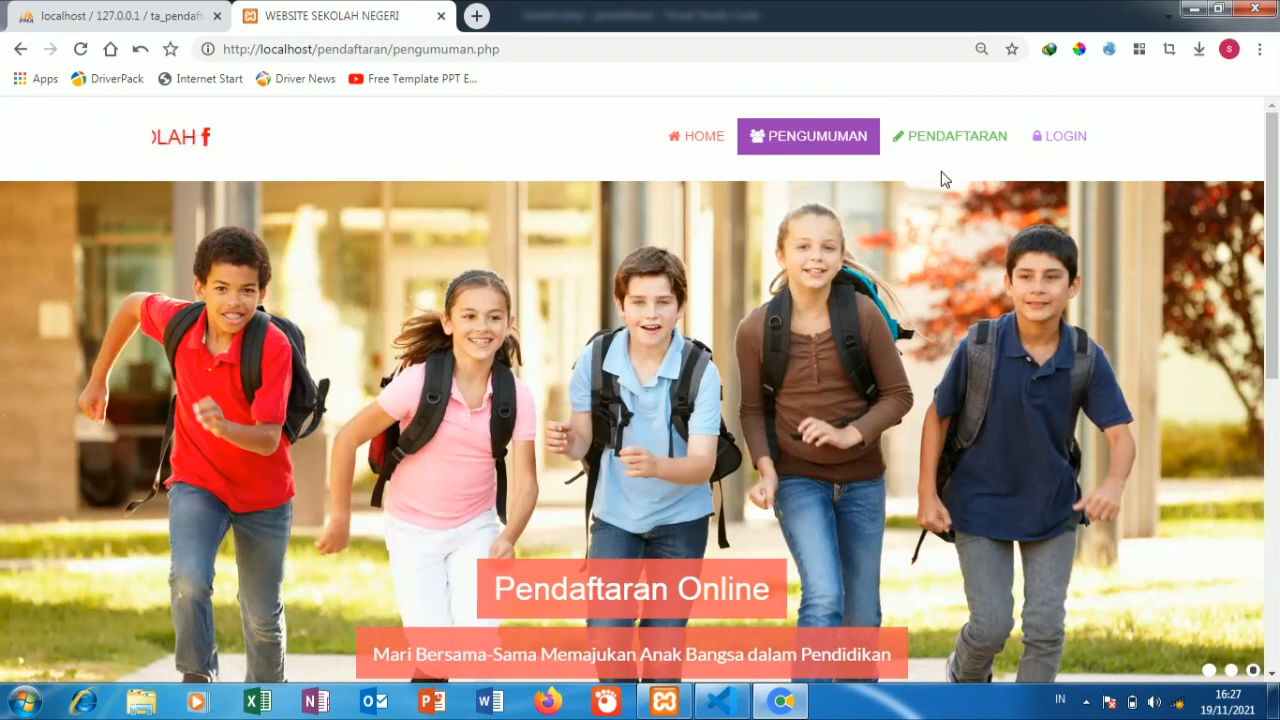 localhost / 127.0.0.1 / ta_pendaft
WEBSITE SEKOLAH NEGERI
http://localhost/pendaftaran/pengumuman.php
S
Apps
DriverPack
Internet Start
Driver News
Free Template PPT E...
OLAH f
HOME
PENGUMUMAN
PENDAFTARAN
LOGIN
Pendaftaran Online
Mari Bersama-Sama Memajukan Anak Bangsa dalam Pendidikan
IN
16:27
19/11/2021